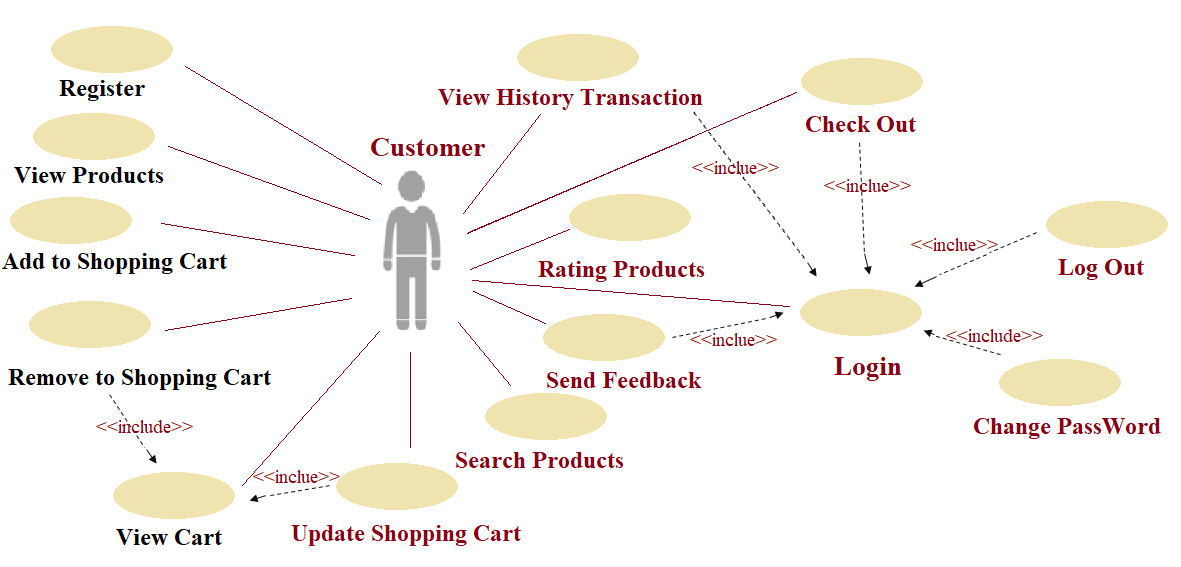 Register
View History Transaction
Check Out
Customer
View Products
<<inclue>>
<<inclue>>
Add to Shopping Cart
Rating Products
<<inclue>>
Log Out
Remove to Shopping Cart
Send Feedback
<<inclue>>
Login
<<include>>
Change PassWord
<<include>>
Search Products
<<inclue>>
View Cart
Update Shopping Cart